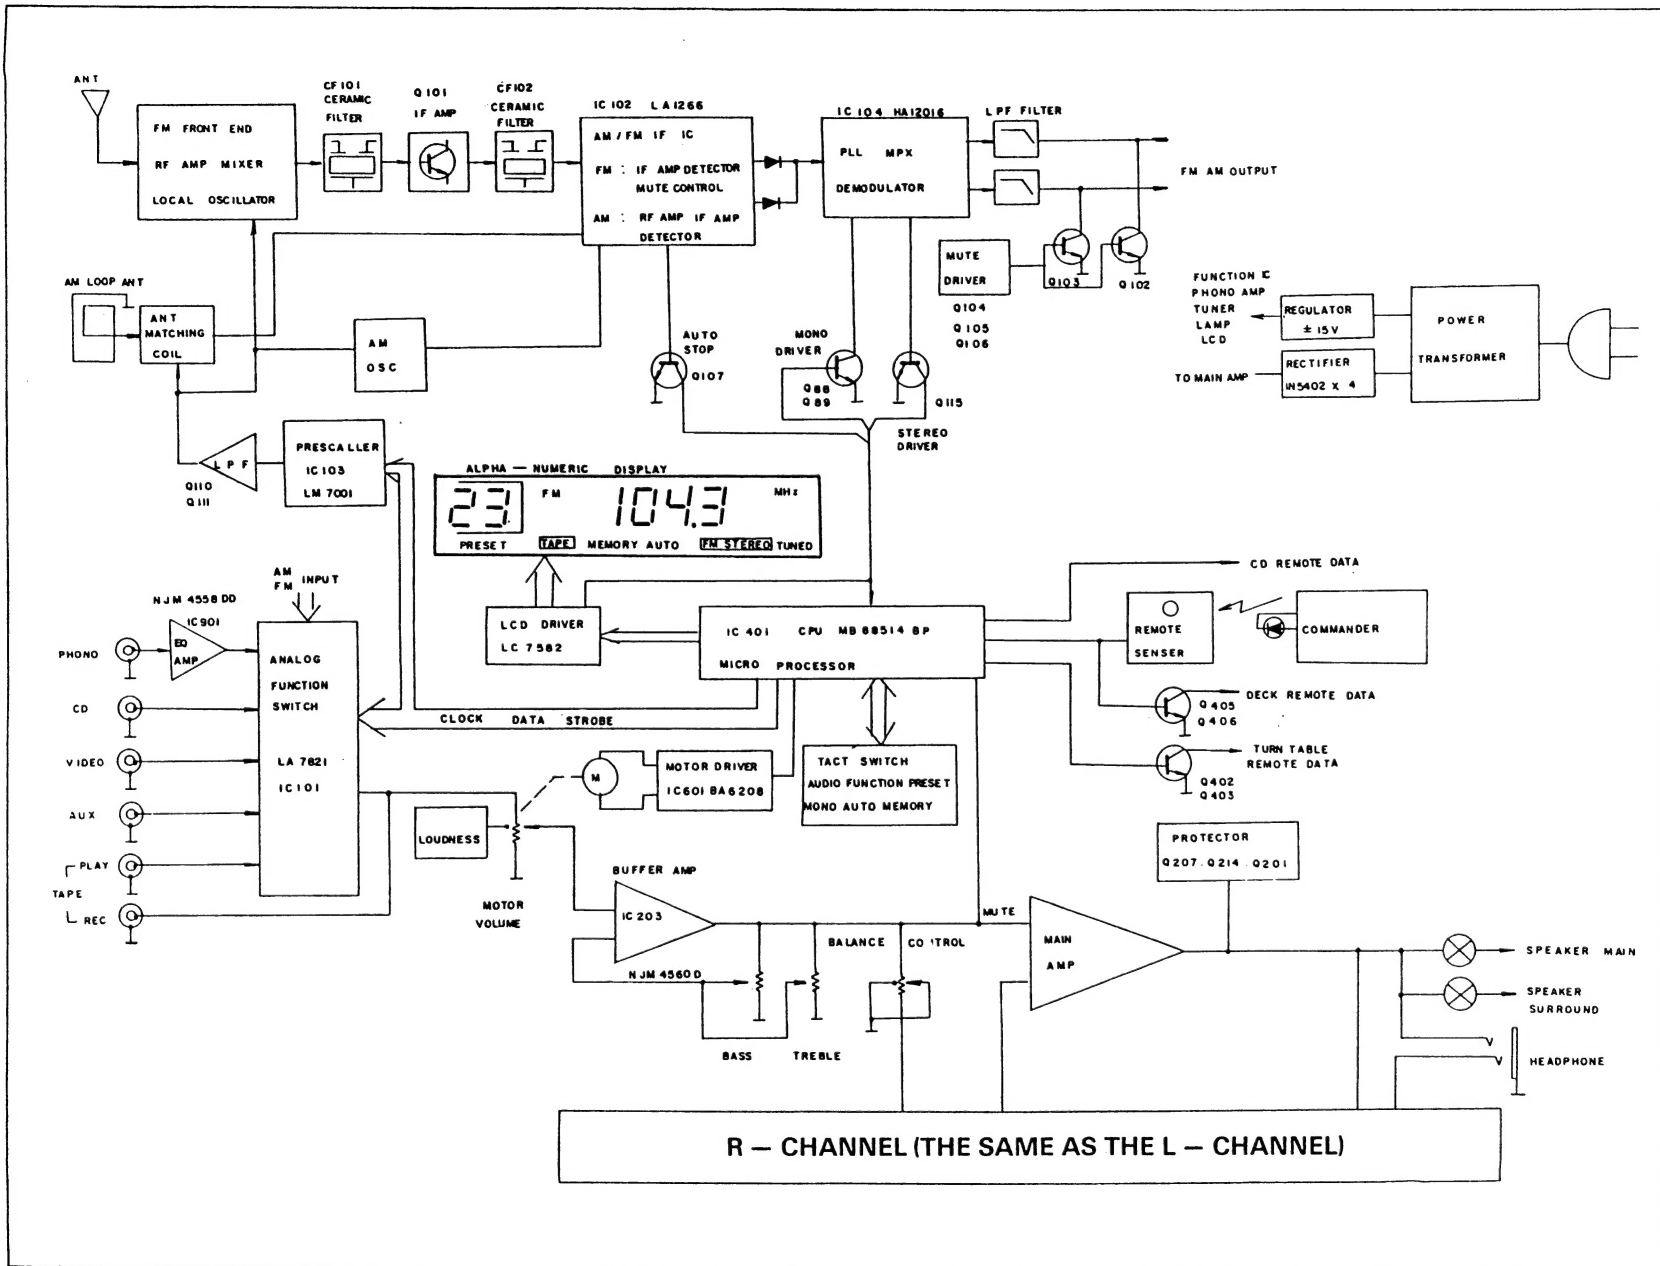 ANT
FM FRONT END
RF AMP MIXER
LOCAL OSCILLATOR
CF101
CERAMIC
FILTER
Q101
IF AMP
CF102
CERAMIC
FILTER
IC 102 LA1266
AM / FM IF IC
FM : IF AMP DETECTOR
MUTE CONTROL
AM : RF AMP IF AMP
DETECTOR
IC 104 HA12016
PLL MPX
DEMODULATOR
LPF FILTER
FM AM OUTPUT
MUTE
DRIVER
Q104
Q105
Q106
Q103
Q102
AM LOOP ANT
ANT
MATCHING
COIL
AM
OSC
AUTO
STOP
Q107
MONO
DRIVER
Q88
Q89
Q115
STEREO
DRIVER
FUNCTION IC
PHONO AMP
TUNER
LAMP
LCD
REGULATOR
± 15V
TO MAIN AMP
RECTIFIER
IN5402 X 4
POWER
TRANSFORMER
LPF
Q110
Q111
PRESCALLER
IC103
LM 7001
ALPHA — NUMERIC DISPLAY
23
FM
104.3
MHz
PRESET
TAPE
MEMORY AUTO
FM STEREO
TUNED
LCD DRIVER
LC 7582
IC 401 CPU MB 88514 BP
MICRO PROCESSOR
CD REMOTE DATA
REMOTE
SENSER
COMMANDER
Q405
Q406
DECK REMOTE DATA
Q402
Q403
TURN TABLE
REMOTE DATA
AM
FM
INPUT
NJM 4558 DD
IC901
EQ
AMP
PHONO
CD
VIDEO
AUX
PLAY
TAPE
REC
ANALOG
FUNCTION
SWITCH
LA 7821
IC101
CLOCK DATA STROBE
M
MOTOR DRIVER
IC601 BA6208
TACT SWITCH
AUDIO FUNCTION PRESET
MONO AUTO MEMORY
LOUDNESS
MOTOR
VOLUME
BUFFER AMP
IC203
NJM 4560 D
BASS
TREBLE
BALANCE CO TROL
MUTE
MAIN
AMP
PROTECTOR
Q207 . Q214 . Q201
SPEAKER MAIN
SPEAKER
SURROUND
HEADPHONE
R — CHANNEL (THE SAME AS THE L — CHANNEL)